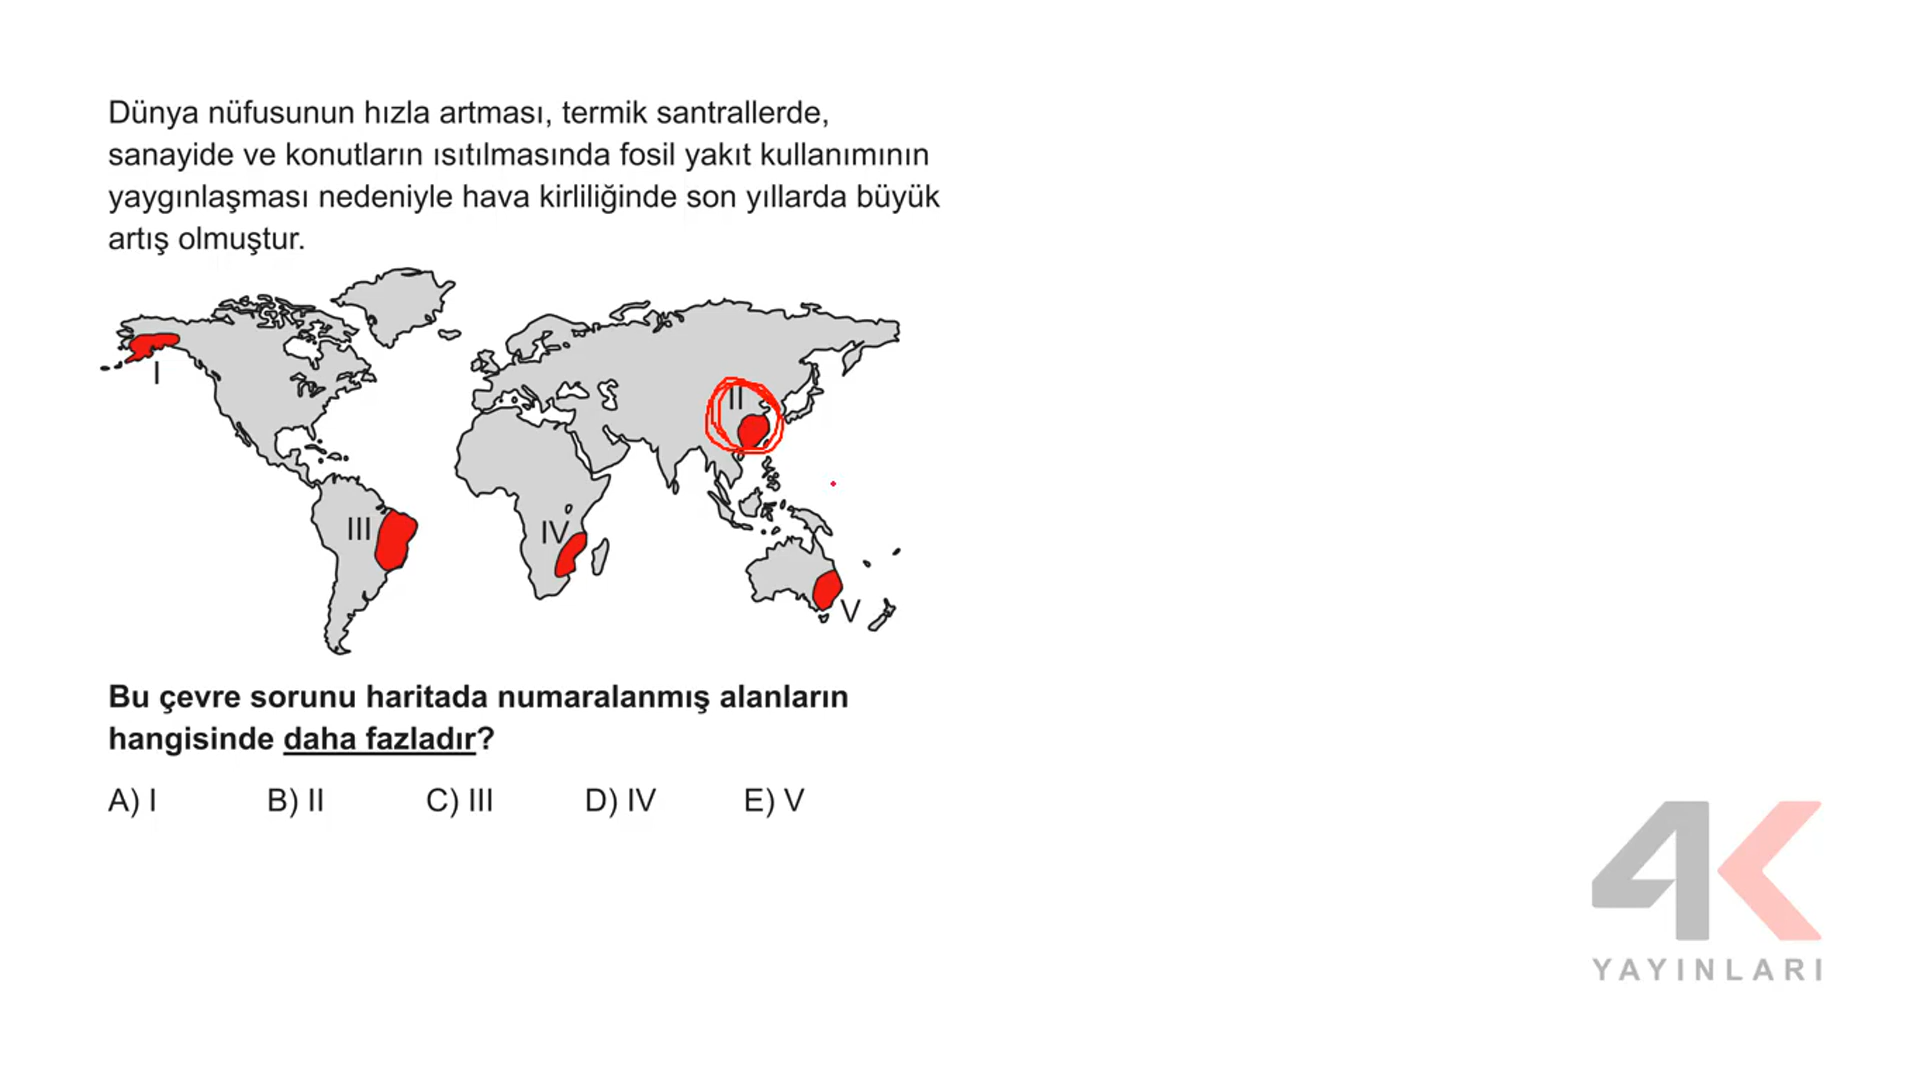 Dünya nüfusunun hızla artması, termik santrallerde,
sanayide ve konutların ısıtılmasında fosil yakıt kullanımının
yaygınlaşması nedeniyle hava kirliliğinde son yıllarda büyük
artış olmuştur.
I
II
III
IV
V
Bu çevre sorunu haritada numaralanmış alanların
hangisinde daha fazladır?
A) I B) II C) III D) IV E) V
4K
YAYINLARI